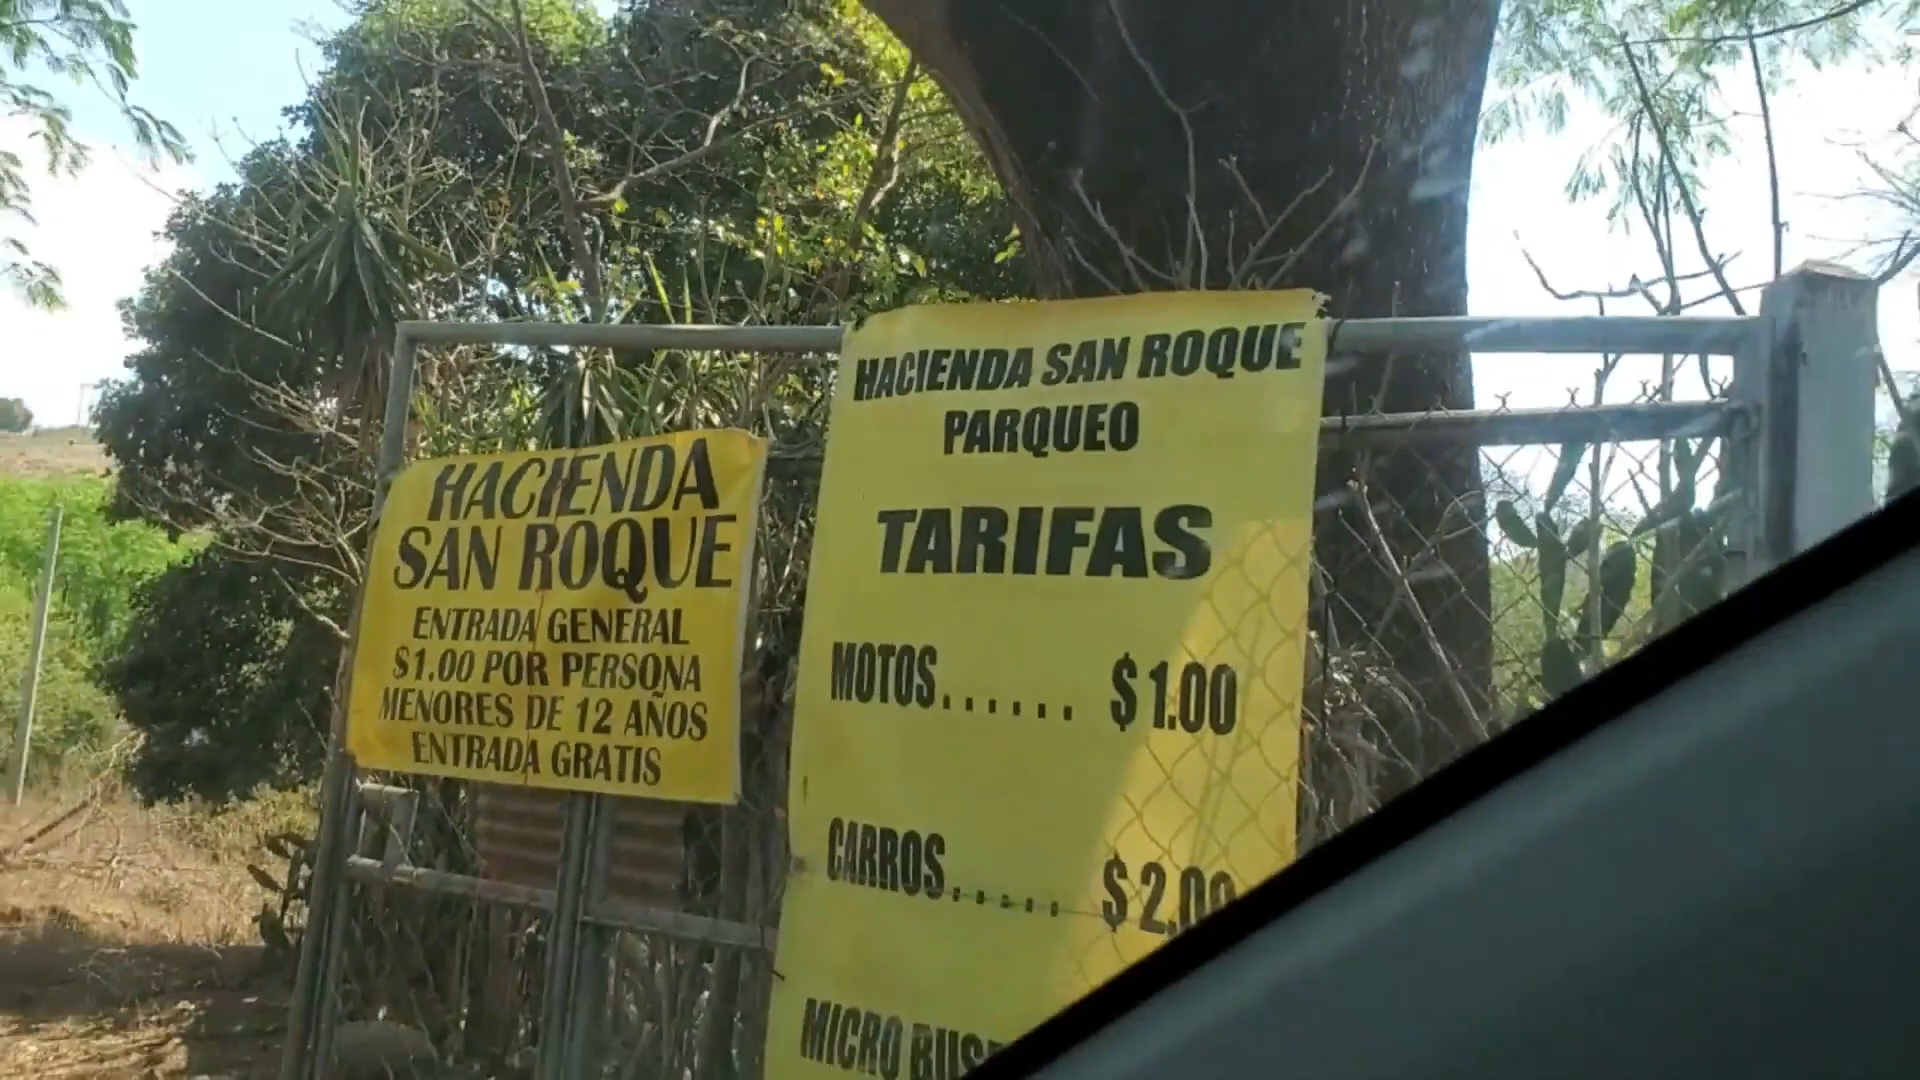 HACIENDA
SAN ROQUE
ENTRADA GENERAL
$1.00 POR PERSONA
MENORES DE 12 AÑOS
ENTRADA GRATIS
HACIENDA SAN ROQUE
PARQUEO
TARIFAS
MOTOS...... $1.00
CARROS...... $2.00
MICRO